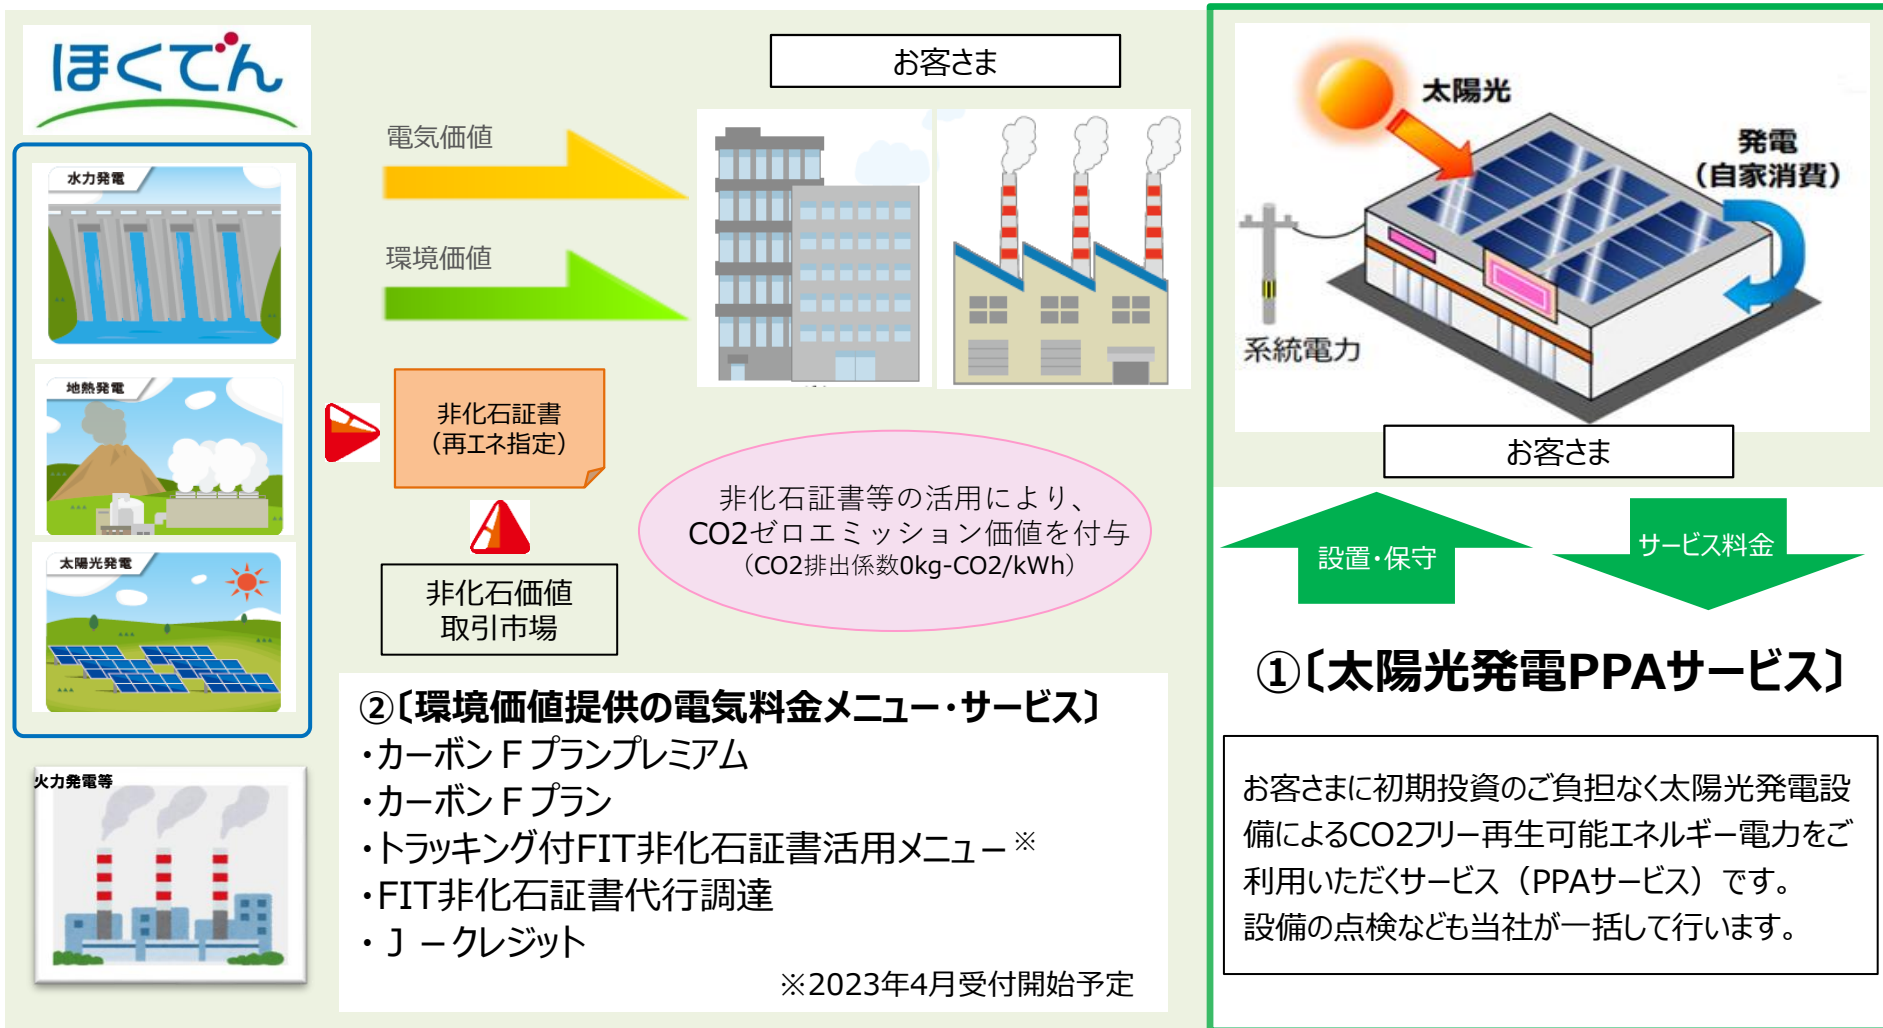 ほくでん
水力発電
地熱発電
太陽光発電
火力発電等
電気価値
環境価値
お客さま
非化石証書
（再エネ指定）
非化石価値
取引市場
非化石証書等の活用により、
CO2ゼロエミッション価値を付与
（CO2排出係数0kg-CO2/kWh）
②〔環境価値提供の電気料金メニュー・サービス〕
・カーボンＦプランプレミアム
・カーボンＦプラン
・トラッキング付FIT非化石証書活用メニュー※
・FIT非化石証書代行調達
・Ｊ－クレジット
※2023年4月受付開始予定
太陽光
発電
（自家消費）
系統電力
お客さま
設置・保守
サービス料金
①〔太陽光発電PPAサービス〕
お客さまに初期投資のご負担なく太陽光発電設
備によるCO2フリー再生可能エネルギー電力をご
利用いただくサービス（PPAサービス）です。
設備の点検なども当社が一括して行います。